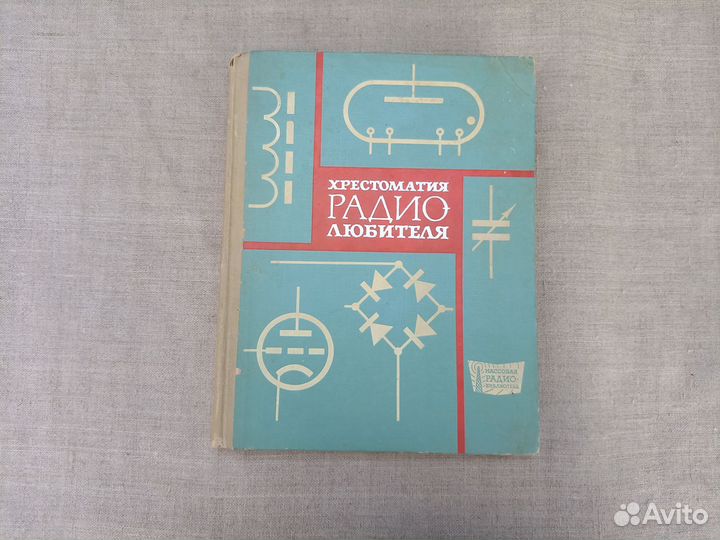 ХРЕСТОМАТИЯ
РАДИО-
ЛЮБИТЕЛЯ
МАССОВАЯ
РАДИО-
БИБЛИОТЕКА
Avito